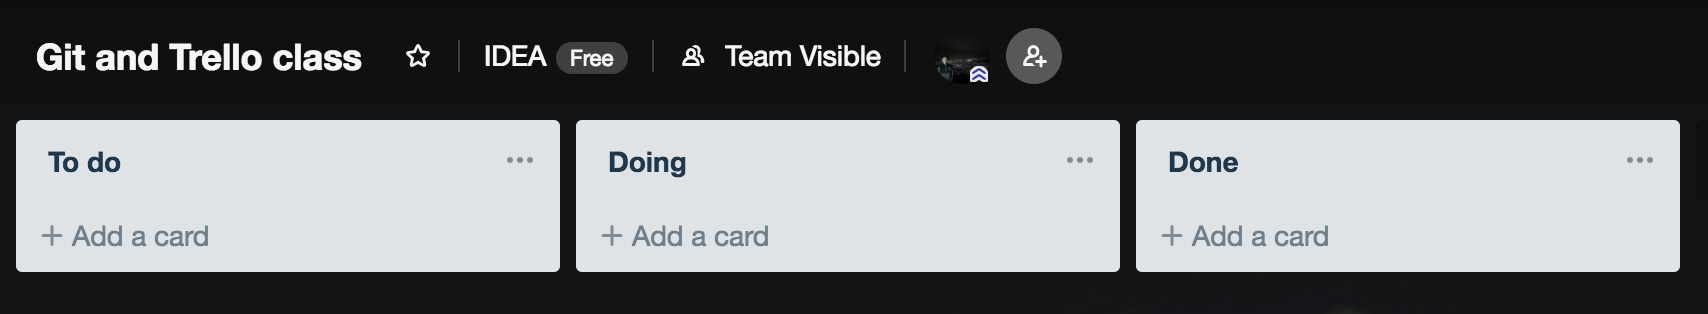 Git and Trello class IDEA Free Team Visible
To do Doing Done
+ Add a card + Add a card + Add a card